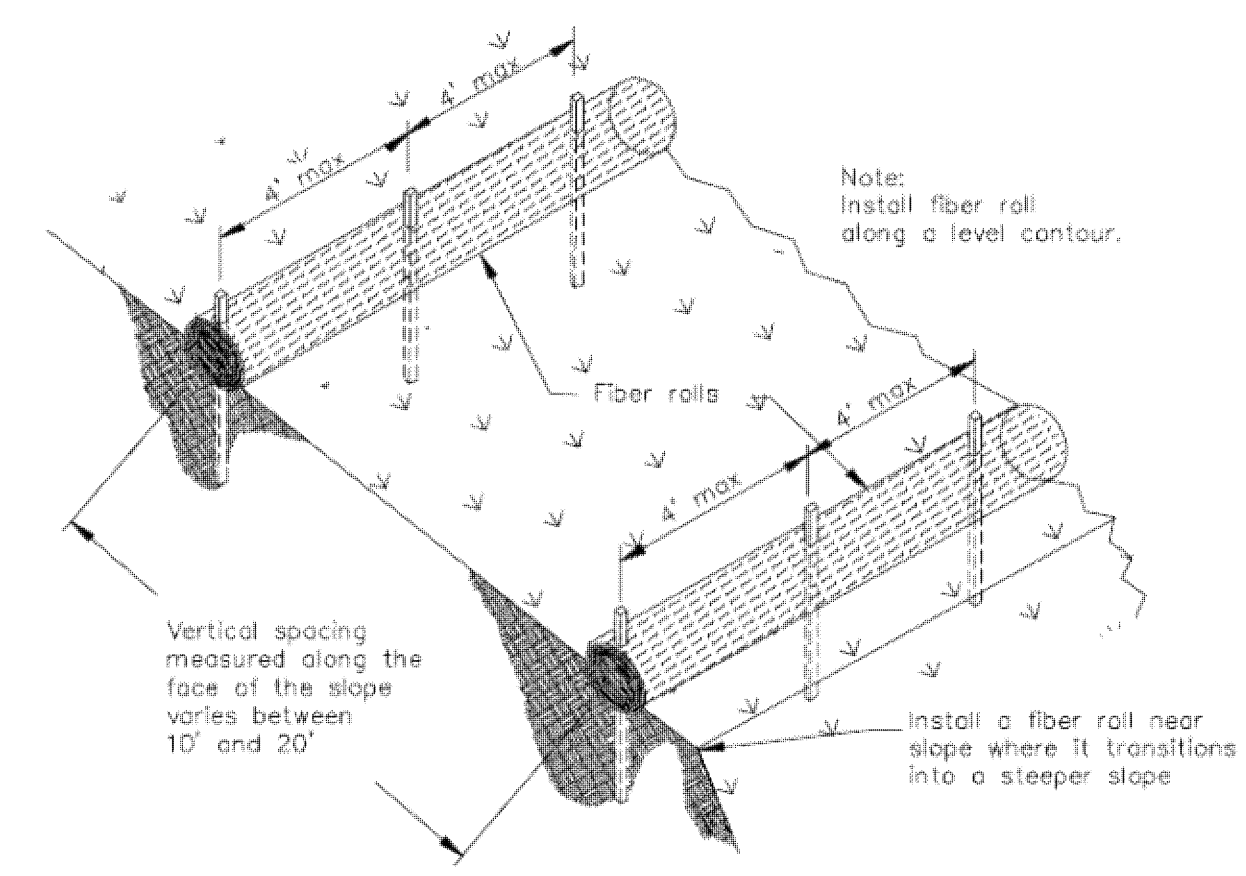 4' max
4' max
Note:
Install fiber roll
along a level contour.
Fiber rolls
4' max
4' max
Vertical spacing
measured along the
face of the slope
varies between
10' and 20'
Install a fiber roll near
slope where it transitions
into a steeper slope